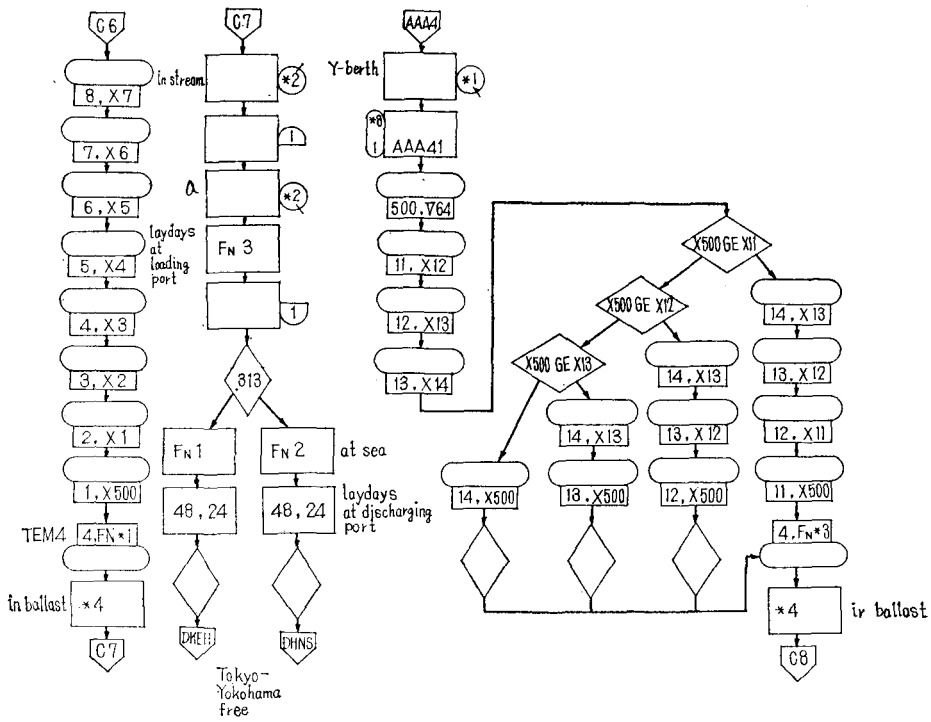 C6
8, X7
7, X6
6, X5
5, X4
4, X3
3, X2
2, X1
1, X500
TEM4
4, FN*1
in ballast
*4
C7
C7
in stream
*2
1
a
*2
laydays
at
loading
port
FN 3
1
.813
FN 1
FN 2
at sea
48, 24
48, 24
laydays
at discharging
port
DHNS
Tokyo-
Yokohama
free
AAA4
Y-berth
*1
*8
1
AAA41
500, V64
11, X12
12, X13
13, X14
X500 GE X11
X500 GE X12
X500 GE X13
14, X500
14, X13
13, X500
14, X13
13, X12
12, X500
14, X13
13, X12
12, X11
11, X500
4, FN*3
*4
in ballast
C8